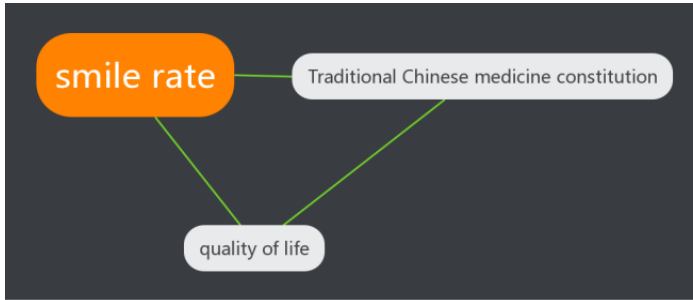 smile rate
Traditional Chinese medicine constitution
quality of life